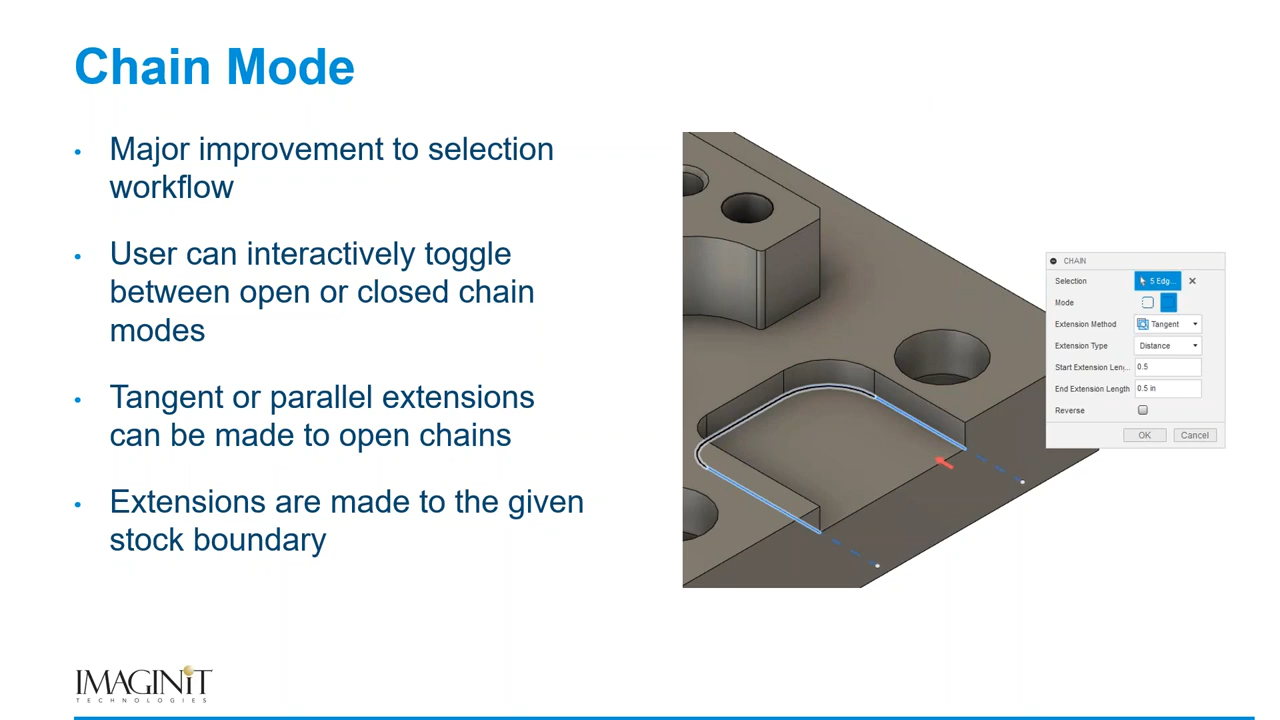 Chain Mode
• Major improvement to selection
workflow
• User can interactively toggle
between open or closed chain
modes
• Tangent or parallel extensions
can be made to open chains
• Extensions are made to the given
stock boundary
CHAIN
Selection 5 Edg...
Mode
Extension Method Tangent
Extension Type Distance
Start Extension Leng... 0.5
End Extension Length 0.5 in
Reverse
OK Cancel
IMAGINiT
TECHNOLOGIES